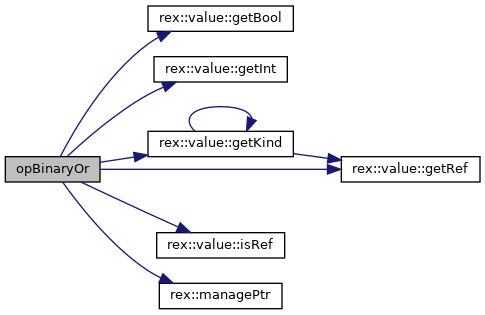 rex::value::getBool
rex::value::getInt
rex::value::getKind
opBinaryOr
rex::value::getRef
rex::value::isRef
rex::managePtr